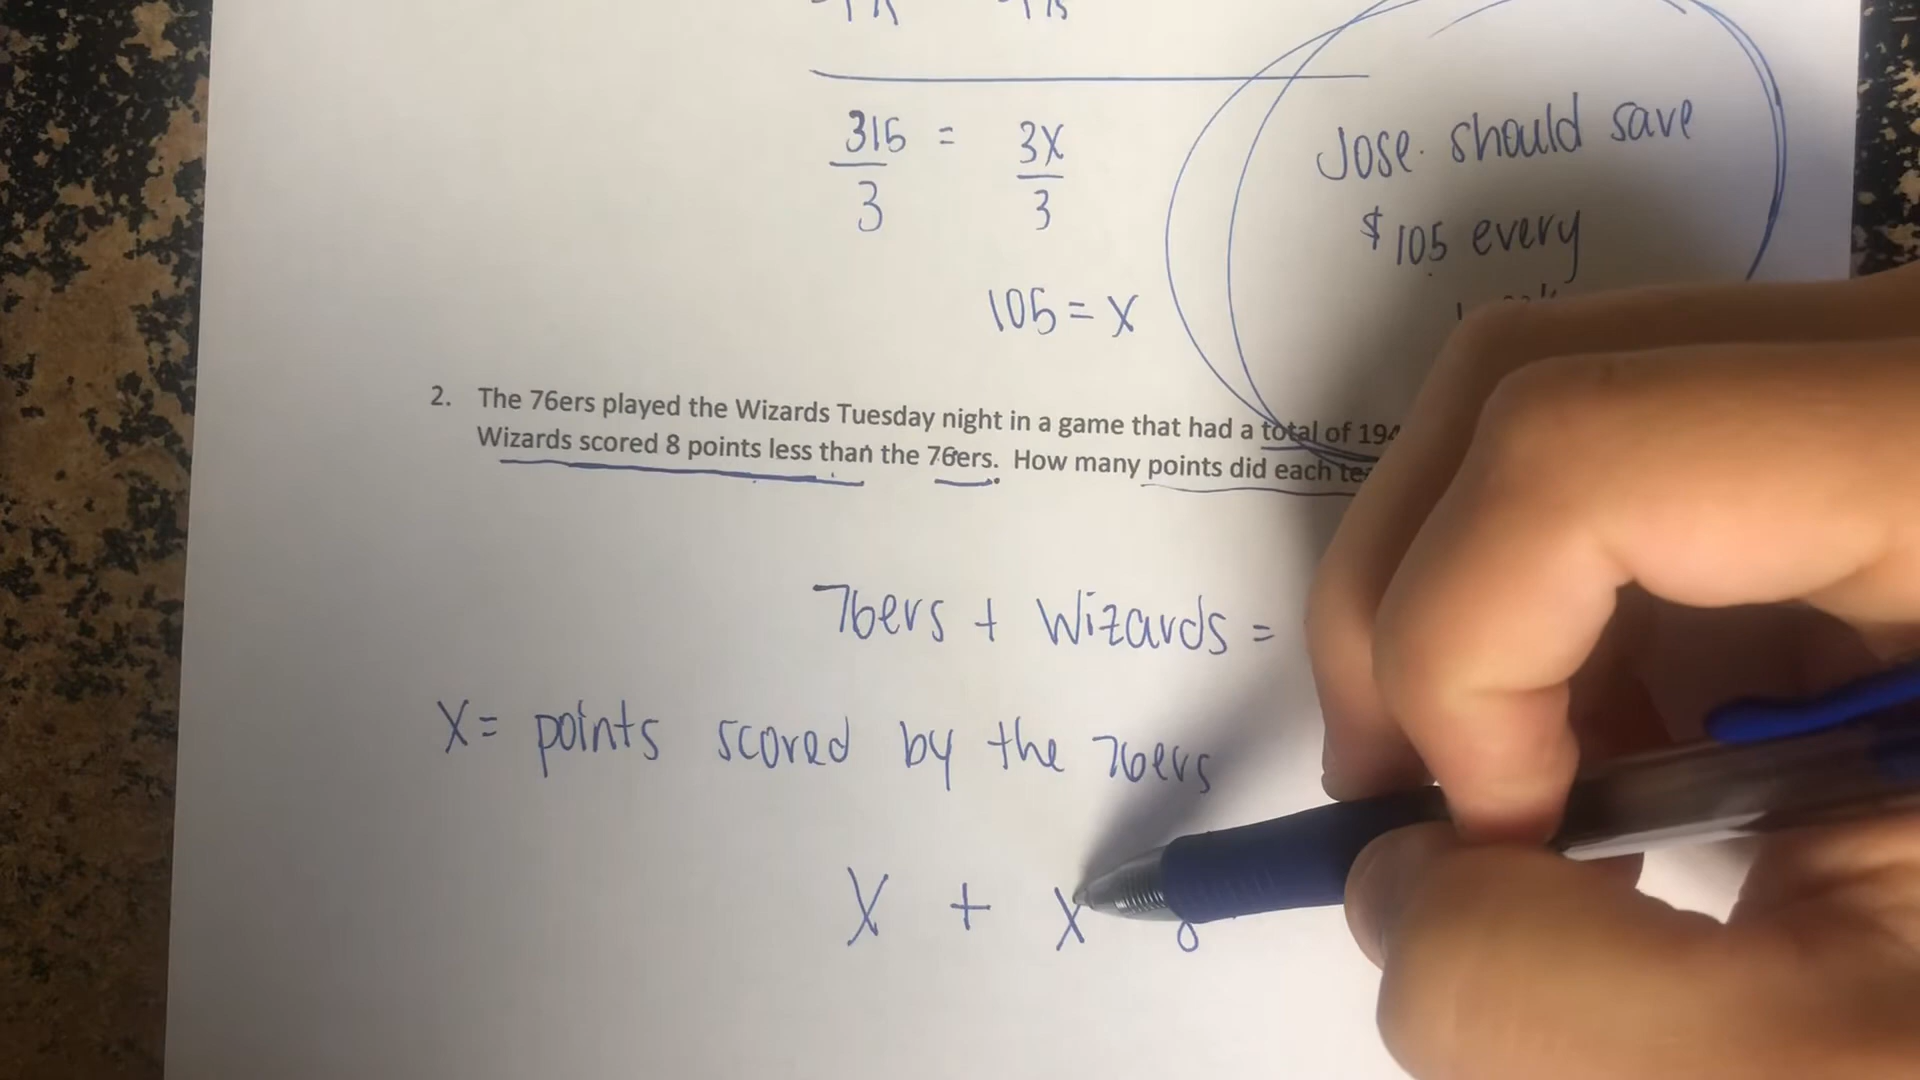 316 = 3X
3 3
105 = X
Jose should save
$105 every
2. The 76ers played the Wizards Tuesday night in a game that had a total of 194
Wizards scored 8 points less than the 76ers. How many points did each
76ers + Wizards =
X = points scored by the 76ers
X + X